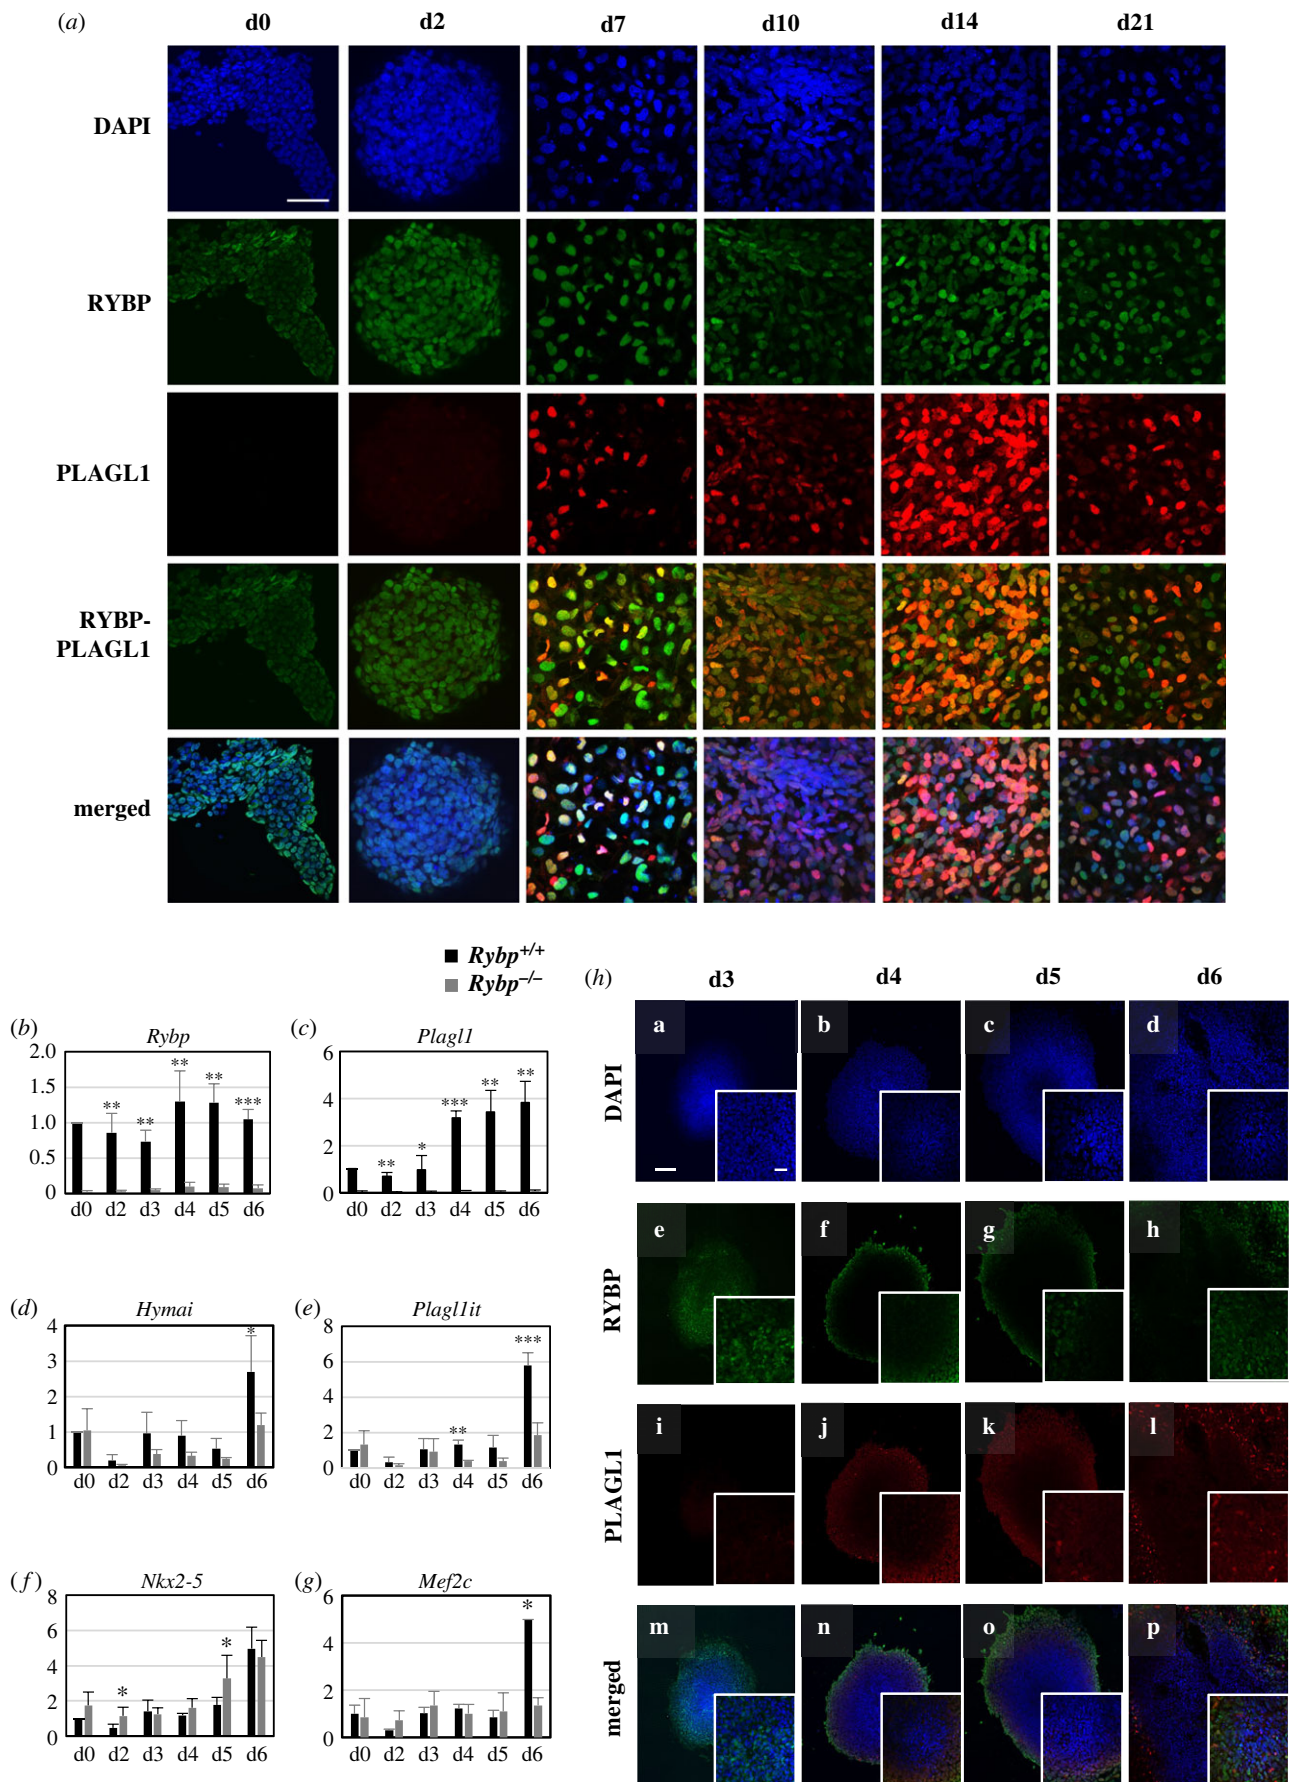 (a) d0 d2 d7 d10 d14 d21
DAPI
RYBP
PLAGL1
RYBP-
PLAGL1
merged
Rybp+/+
Rybp–/–
(b) Rybp
2.0
1.5
1.0
0.5
0
** ** ** ** ***
d0 d2 d3 d4 d5 d6
(c) Plagl1
6
4
2
0
** * *** ** **
d0 d2 d3 d4 d5 d6
(d) Hymai
4
3
2
1
0
*
d0 d2 d3 d4 d5 d6
(e) Plagl1it
8
6
4
2
0
** ***
d0 d2 d3 d4 d5 d6
(f) Nkx2-5
8
6
4
2
0
* *
d0 d2 d3 d4 d5 d6
(g) Mef2c
6
4
2
0
*
d0 d2 d3 d4 d5 d6
(h) d3 d4 d5 d6
DAPI
a b c d
RYBP
e f g h
PLAGL1
i j k l
merged
m n o p